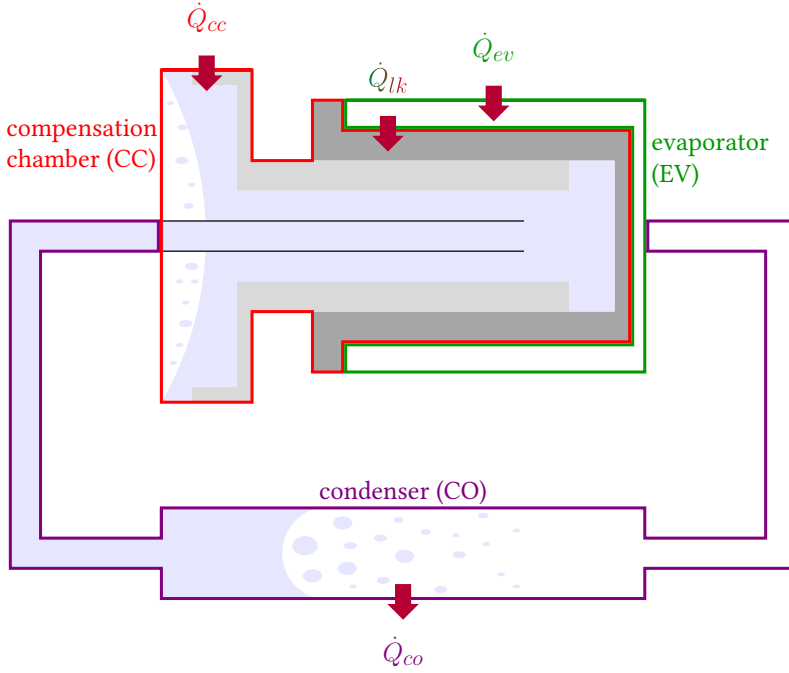 Q̇cc
Q̇ev
Q̇lk
compensation
chamber (CC)
evaporator
(EV)
condenser (CO)
Q̇co